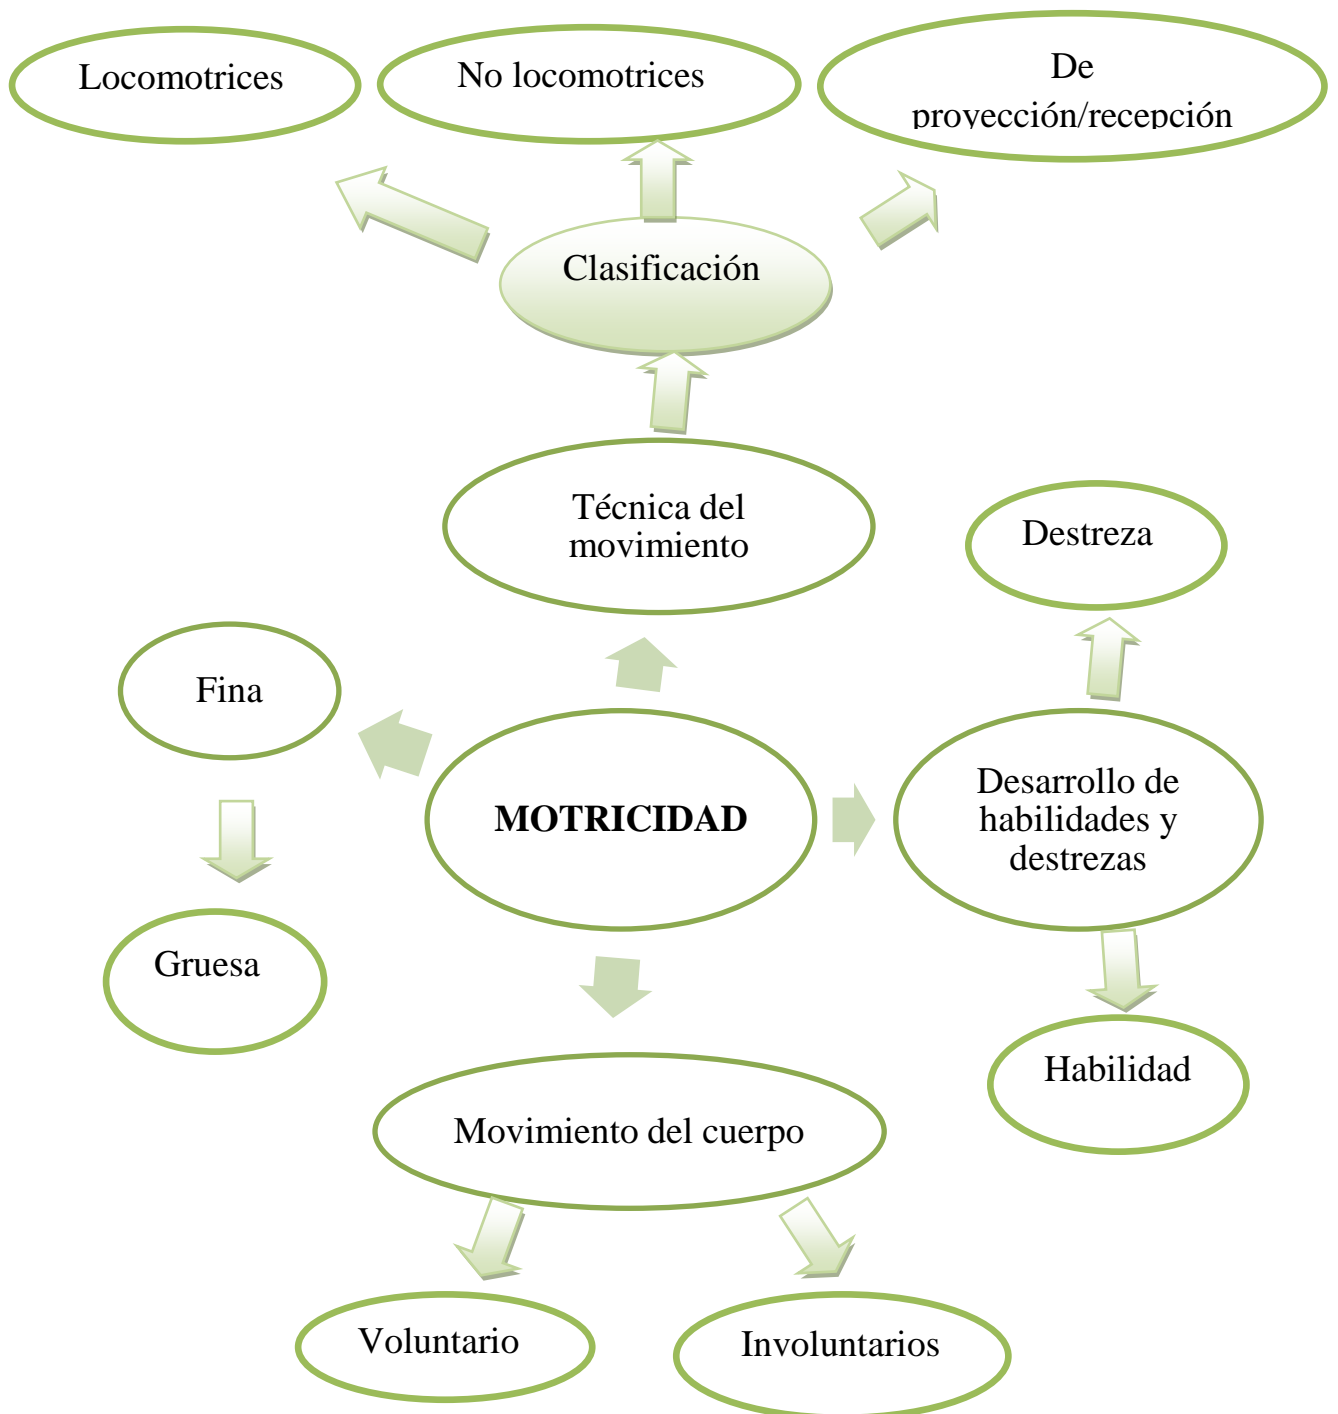 Locomotrices
No locomotrices
De
proyección/recepción
Clasificación
Técnica del
movimiento
Destreza
Fina
MOTRICIDAD
Desarrollo de
habilidades y
destrezas
Gruesa
Habilidad
Movimiento del cuerpo
Voluntario
Involuntarios